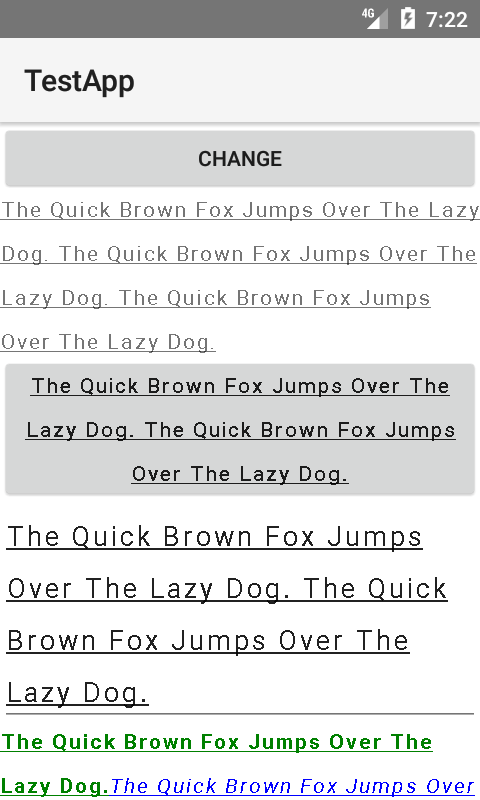 4G 7:22
TestApp
CHANGE
The Quick Brown Fox Jumps Over The Lazy
Dog. The Quick Brown Fox Jumps Over The
Lazy Dog. The Quick Brown Fox Jumps
Over The Lazy Dog.
The Quick Brown Fox Jumps Over The
Lazy Dog. The Quick Brown Fox Jumps
Over The Lazy Dog.
The Quick Brown Fox Jumps
Over The Lazy Dog. The Quick
Brown Fox Jumps Over The
Lazy Dog.
The Quick Brown Fox Jumps Over The
Lazy Dog.The Quick Brown Fox Jumps Over